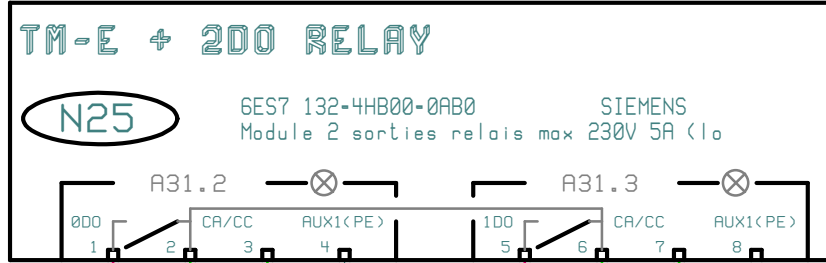 TM-E + 2DO RELAY
N25
6ES7 132-4HB00-0AB0 SIEMENS
Module 2 sorties relais max 230V 5A (lo
A31.2 A31.3
0DO CA/CC AUX1(PE) 1DO CA/CC AUX1(PE)
1 2 3 4 5 6 7 8